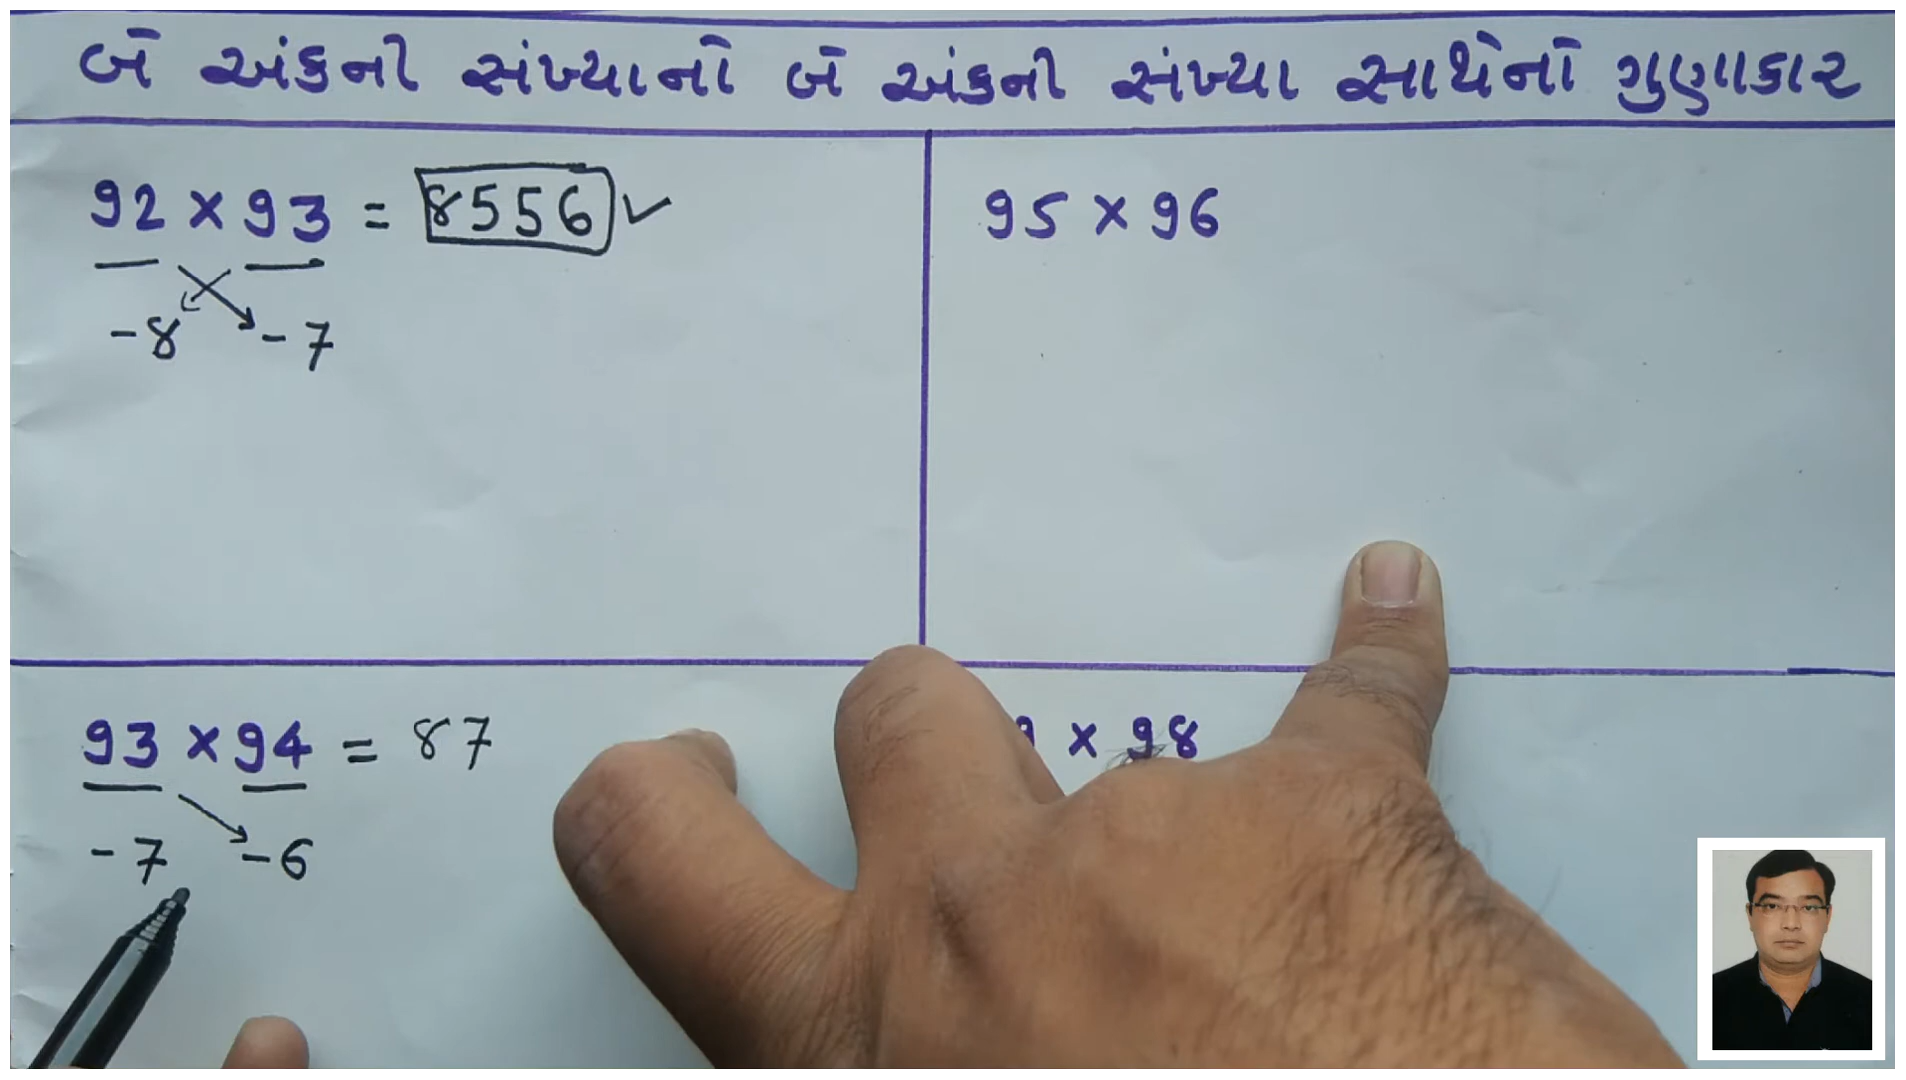 બે અંકની સંખ્યાનો બે અંકની સંખ્યા સાથેનો ગુણાકાર
92 × 93 = 8556 ✓
-8 -7
95 × 96
93 × 94 = 87
-7 -6
× 98